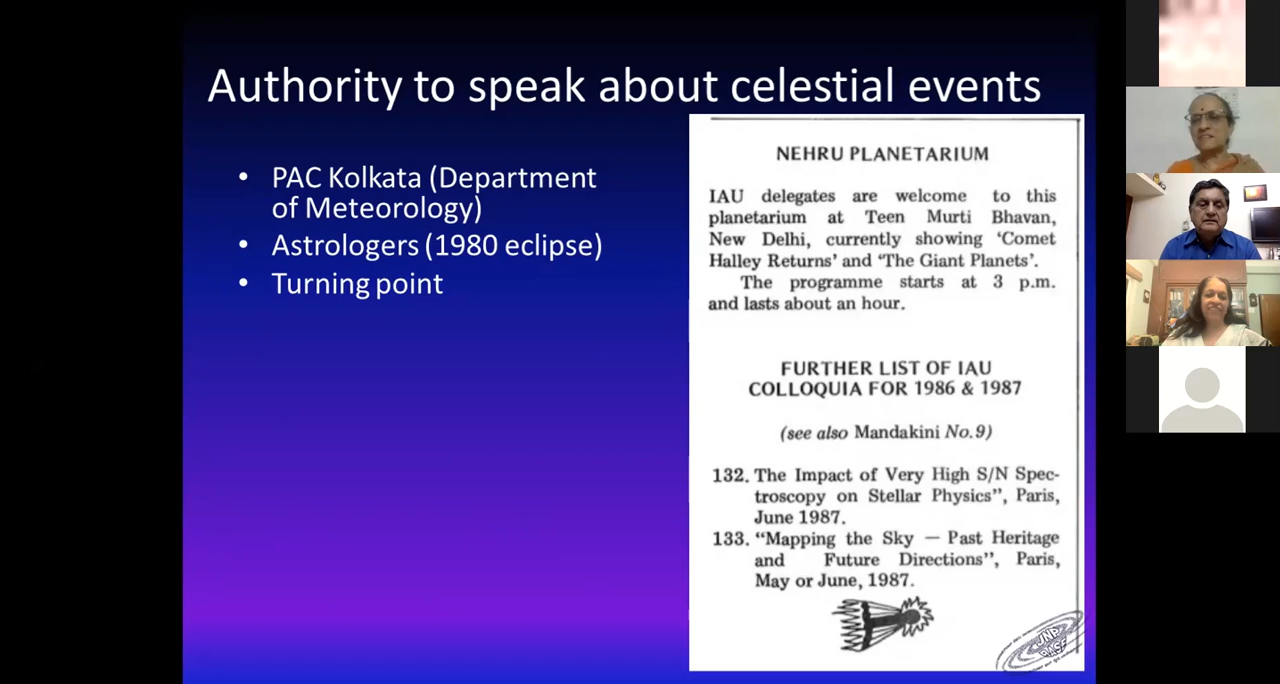 Authority to speak about celestial events
• PAC Kolkata (Department
of Meteorology)
• Astrologers (1980 eclipse)
• Turning point
NEHRU PLANETARIUM
IAU delegates are welcome to this
planetarium at Teen Murti Bhavan,
New Delhi, currently showing ‘Comet
Halley Returns’ and ‘The Giant Planets’.
The programme starts at 3 p.m.
and lasts about an hour.
FURTHER LIST OF IAU
COLLOQUIA FOR 1986 & 1987
(see also Mandakini No.9)
132. The Impact of Very High S/N Spec-
troscopy on Stellar Physics”, Paris,
June 1987.
133. “Mapping the Sky — Past Heritage
and Future Directions”, Paris,
May or June, 1987.
JNP